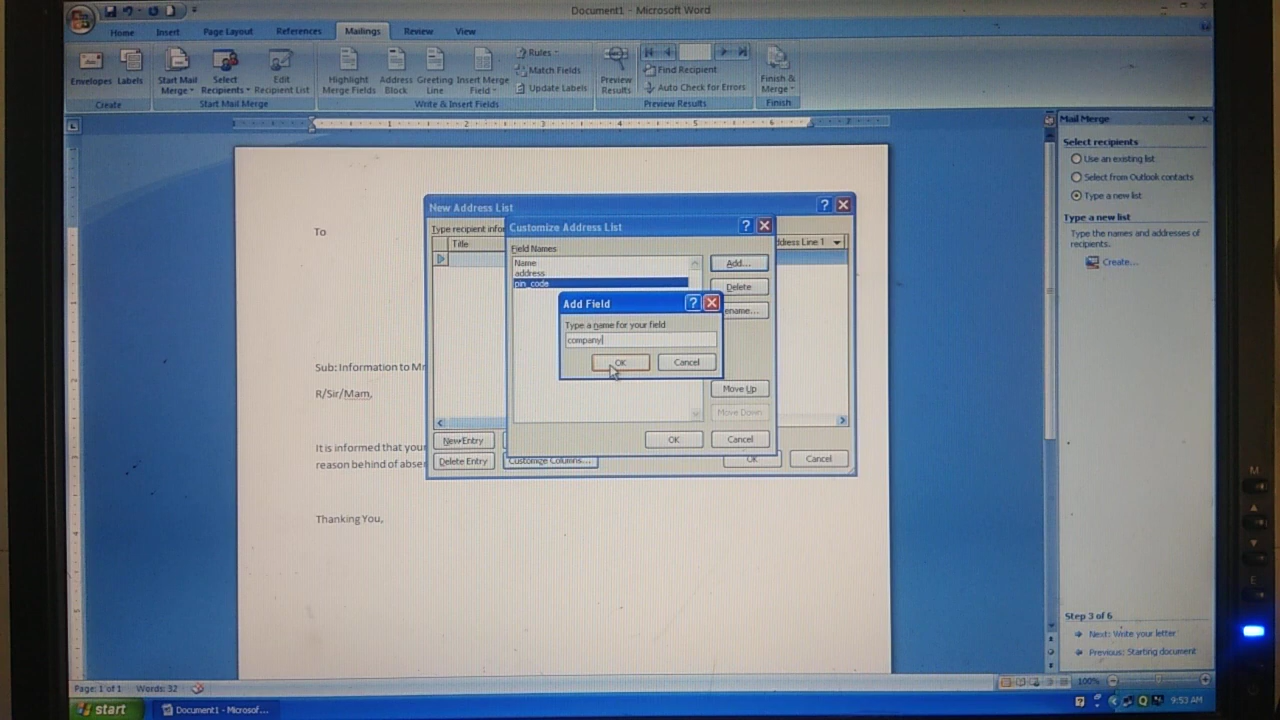 Document1 - Microsoft Word
Home Insert Page Layout References Mailings Review View
Envelopes Labels
Create
Start Mail Merge Select Recipients Edit Recipient List
Start Mail Merge
Highlight Merge Fields Address Block Greeting Line Insert Merge Field
Rules
Match Fields
Update Labels
Write & Insert Fields
Preview Results
Find Recipient
Auto Check for Errors
Preview Results
Finish & Merge
Finish
To
Sub: Information to Mr
R/Sir/Mam,
It is informed that your
reason behind of abse
Thanking You,
New Address List
Type recipient infor
Title
ddress Line 1
New Entry
Delete Entry
Customize Columns...
OK
Cancel
Customize Address List
Field Names
Name
address
pin_code
Add...
Delete
ename...
Move Up
Move Down
OK
Cancel
Add Field
Type a name for your field
company
OK
Cancel
Mail Merge
Select recipients
Use an existing list
Select from Outlook contacts
Type a new list
Type a new list
Type the names and addresses of
recipients.
Create...
Step 3 of 6
Next: Write your letter
Previous: Starting document
Page: 1 of 1 Words: 32
100%
start
Document1 - Microsof...
9:53 AM
M
E